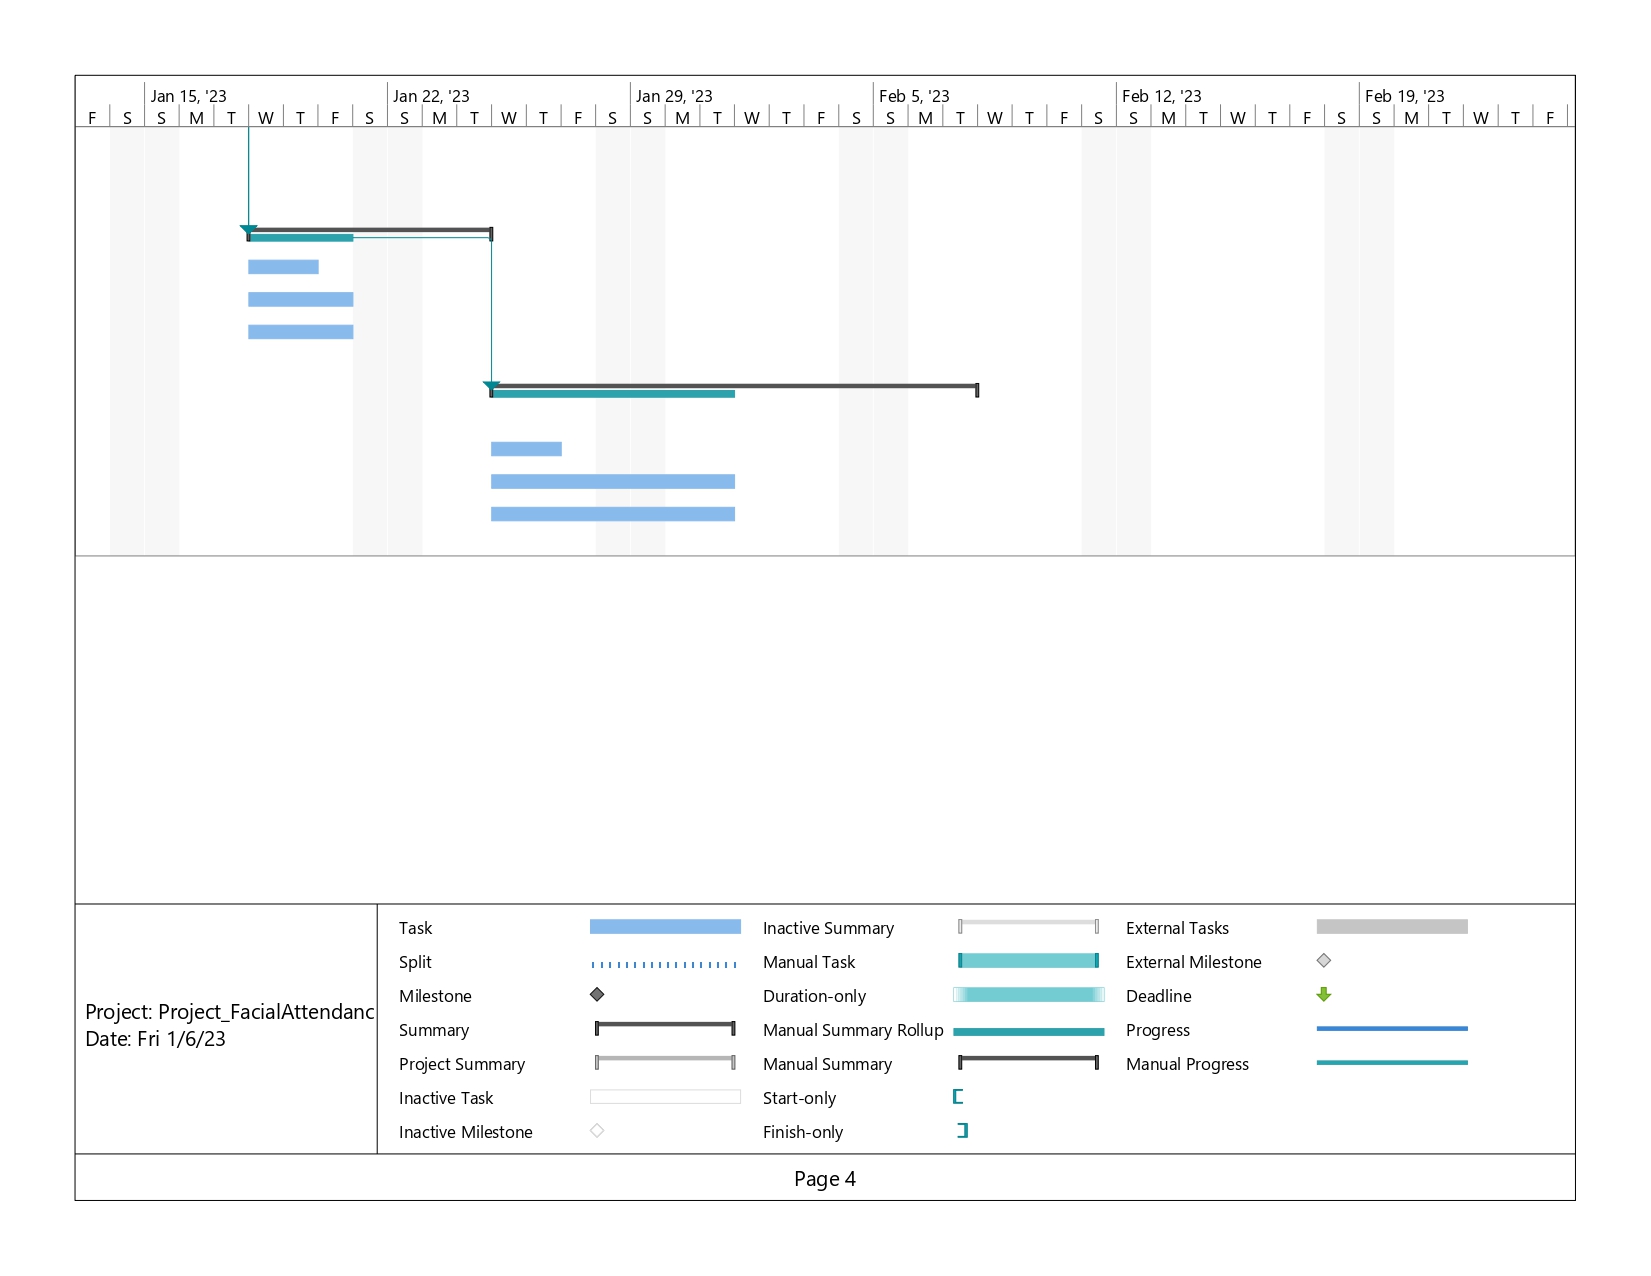 Jan 15, '23 Jan 22, '23 Jan 29, '23 Feb 5, '23 Feb 12, '23 Feb 19, '23
F S S M T W T F S S M T W T F S S M T W T F S S M T W T F S S M T W T F S S M T W T F
Task Inactive Summary External Tasks
Split Manual Task External Milestone
Milestone Duration-only Deadline
Project: Project_FacialAttendanc
Date: Fri 1/6/23
Summary Manual Summary Rollup Progress
Project Summary Manual Summary Manual Progress
Inactive Task Start-only
Inactive Milestone Finish-only
Page 4